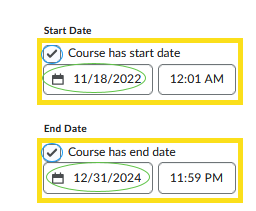 Start Date
Course has start date
11/18/2022 12:01 AM
End Date
Course has end date
12/31/2024 11:59 PM